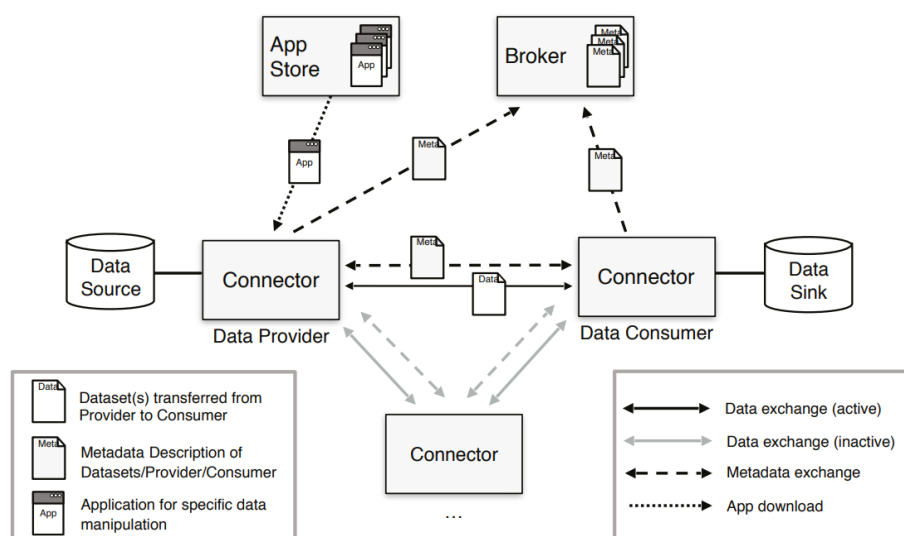 App
Store
App
Broker
Meta
Meta
Meta
App
Meta
Meta
Data
Source
Connector
Meta
Data
Connector
Data
Sink
Data Provider
Data Consumer
Data
Dataset(s) transferred from
Provider to Consumer
Meta
Metadata Description of
Datasets/Provider/Consumer
App
Application for specific data
manipulation
Connector
...
Data exchange (active)
Data exchange (inactive)
Metadata exchange
App download